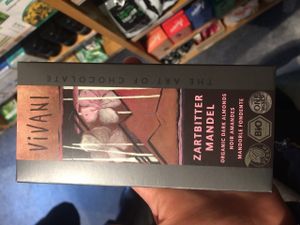 THE ART OF CHOCOLATE
ViVANi
ZARTBITTER
MANDEL
ORGANIC DARK ALMONDS
NOIR AMANDES
MANDORLE FONDENTE
BIO